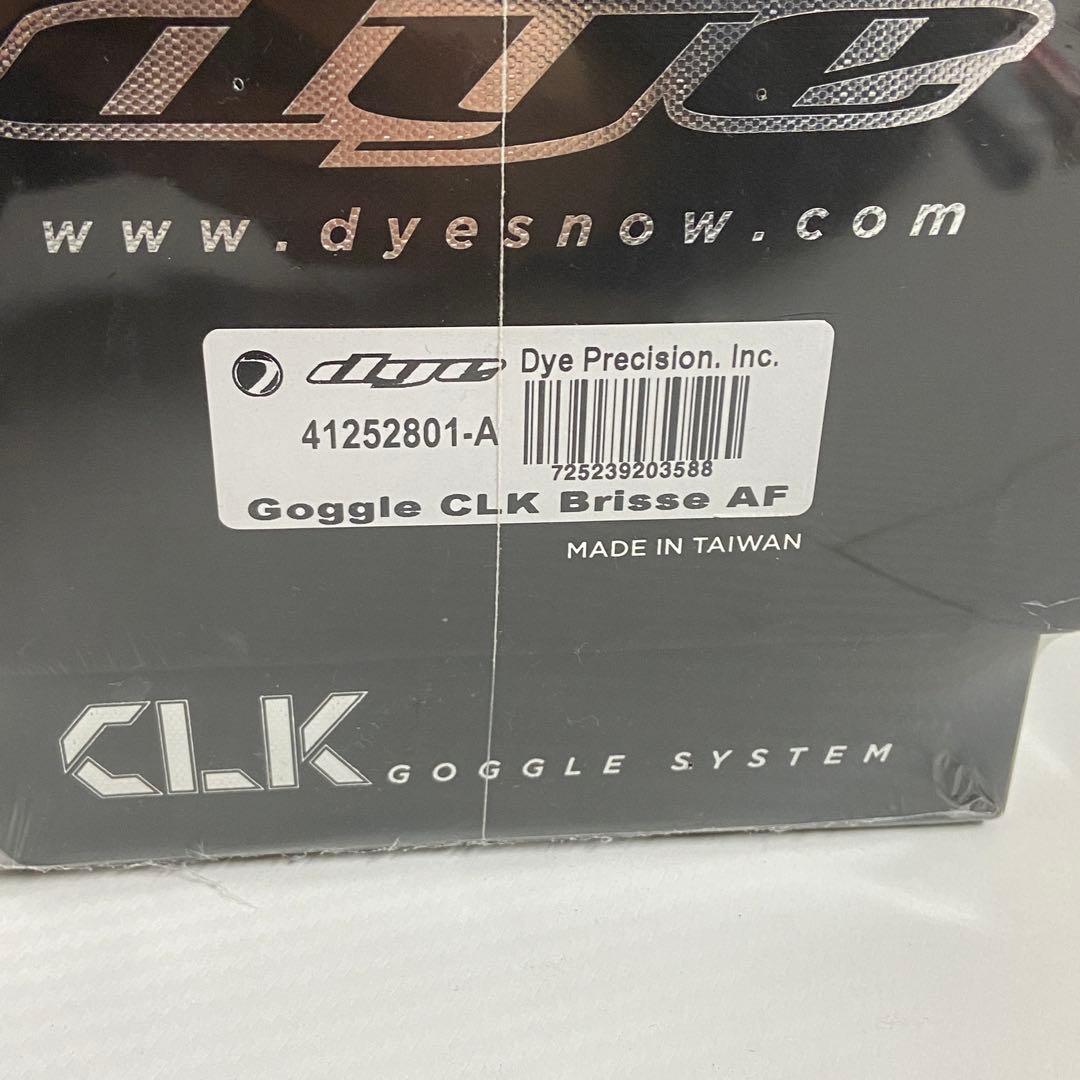 dye
www.dyesnow.com
dye Dye Precision. Inc.
41252801-A
725239203588
Goggle CLK Brisse AF
MADE IN TAIWAN
CLK GOGGLE SYSTEM